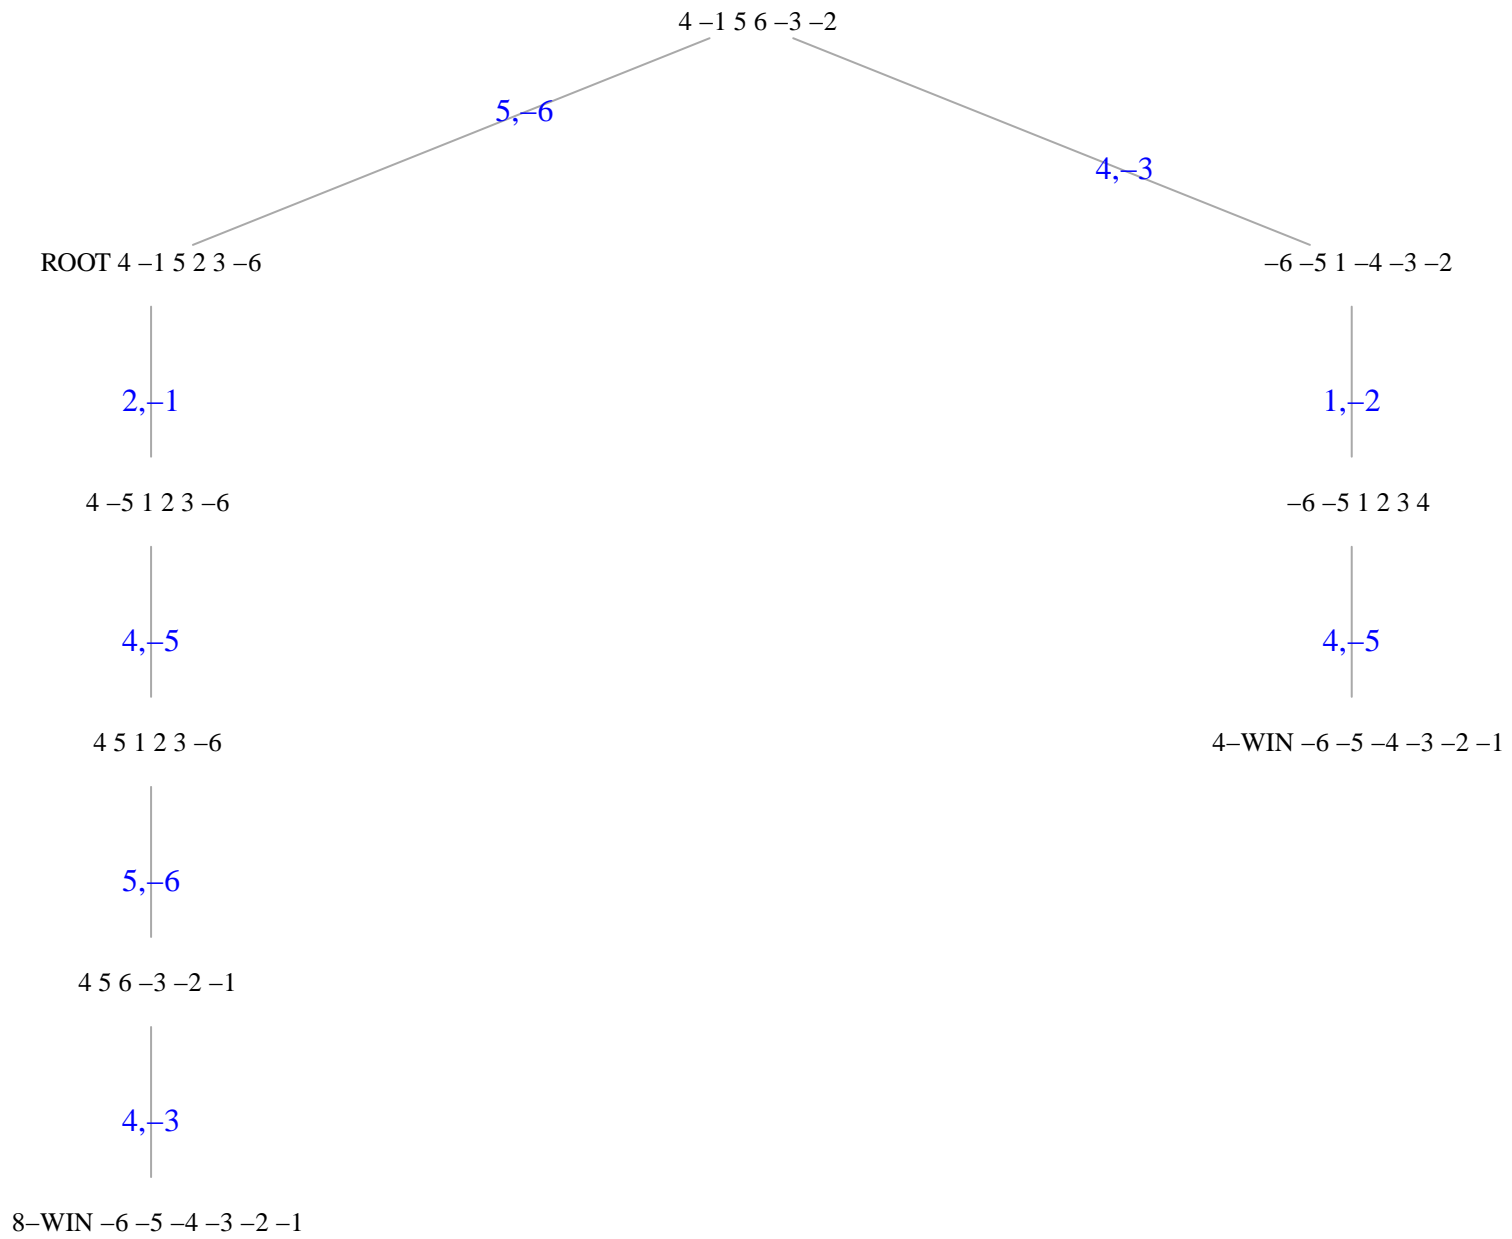 4 –1 5 6 –3 –2
5,–6
4,–3
ROOT 4 –1 5 2 3 –6
–6 –5 1 –4 –3 –2
2,–1
1,–2
4 –5 1 2 3 –6
–6 –5 1 2 3 4
4,–5
4,–5
4 5 1 2 3 –6
4–WIN –6 –5 –4 –3 –2 –1
5,–6
4 5 6 –3 –2 –1
4,–3
8–WIN –6 –5 –4 –3 –2 –1